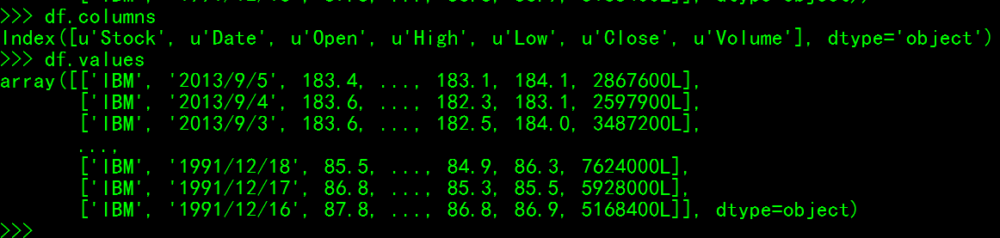 >>> df.columns
Index([u'Stock', u'Date', u'Open', u'High', u'Low', u'Close', u'Volume'], dtype='object')
>>> df.values
array([['IBM', '2013/9/5', 183.4, ..., 183.1, 184.1, 2867600L],
       ['IBM', '2013/9/4', 183.6, ..., 182.3, 183.1, 2597900L],
       ['IBM', '2013/9/3', 183.6, ..., 182.5, 184.0, 3487200L],
       ...,
       ['IBM', '1991/12/18', 85.5, ..., 84.9, 86.3, 7624000L],
       ['IBM', '1991/12/17', 86.8, ..., 85.3, 85.5, 5928000L],
       ['IBM', '1991/12/16', 87.8, ..., 86.8, 86.9, 5168400L]], dtype=object)
>>>